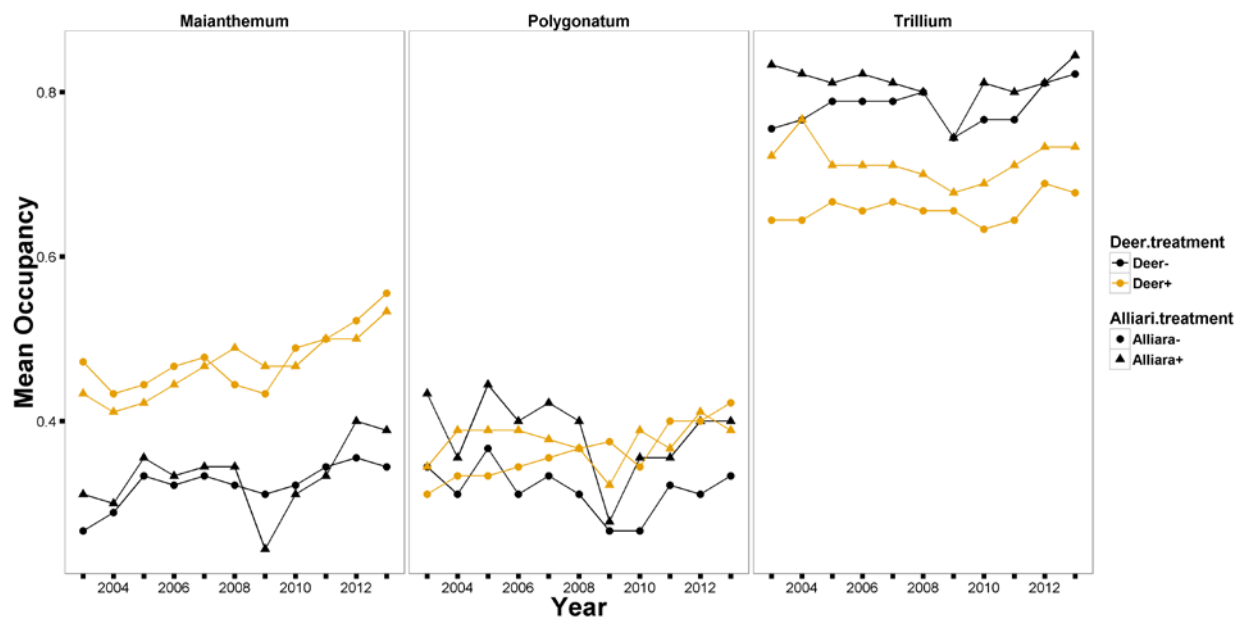 Maianthemum Polygonatum Trillium
Mean Occupancy
0.8
0.6
0.4
2004 2006 2008 2010 2012 2004 2006 2008 2010 2012 2004 2006 2008 2010 2012
Year
Deer.treatment
Deer-
Deer+
Alliari.treatment
Alliara-
Alliara+